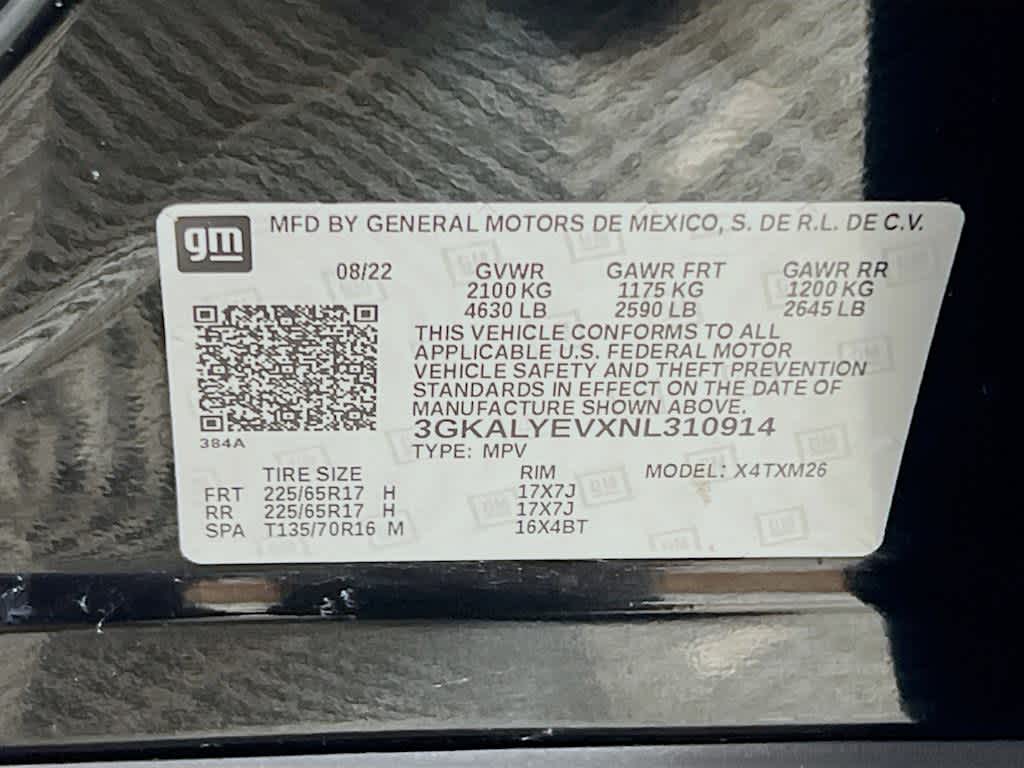 gm
MFD BY GENERAL MOTORS DE MEXICO, S. DE R.L. DE C.V.
08/22 GVWR GAWR FRT GAWR RR
2100 KG 1175 KG 1200 KG
4630 LB 2590 LB 2645 LB
THIS VEHICLE CONFORMS TO ALL
APPLICABLE U.S. FEDERAL MOTOR
VEHICLE SAFETY AND THEFT PREVENTION
STANDARDS IN EFFECT ON THE DATE OF
MANUFACTURE SHOWN ABOVE.
3GKALYEVXNL310914
384A
TYPE: MPV
TIRE SIZE RIM MODEL: X4TXM26
FRT 225/65R17 H 17X7J
RR 225/65R17 H 17X7J
SPA T135/70R16 M 16X4BT